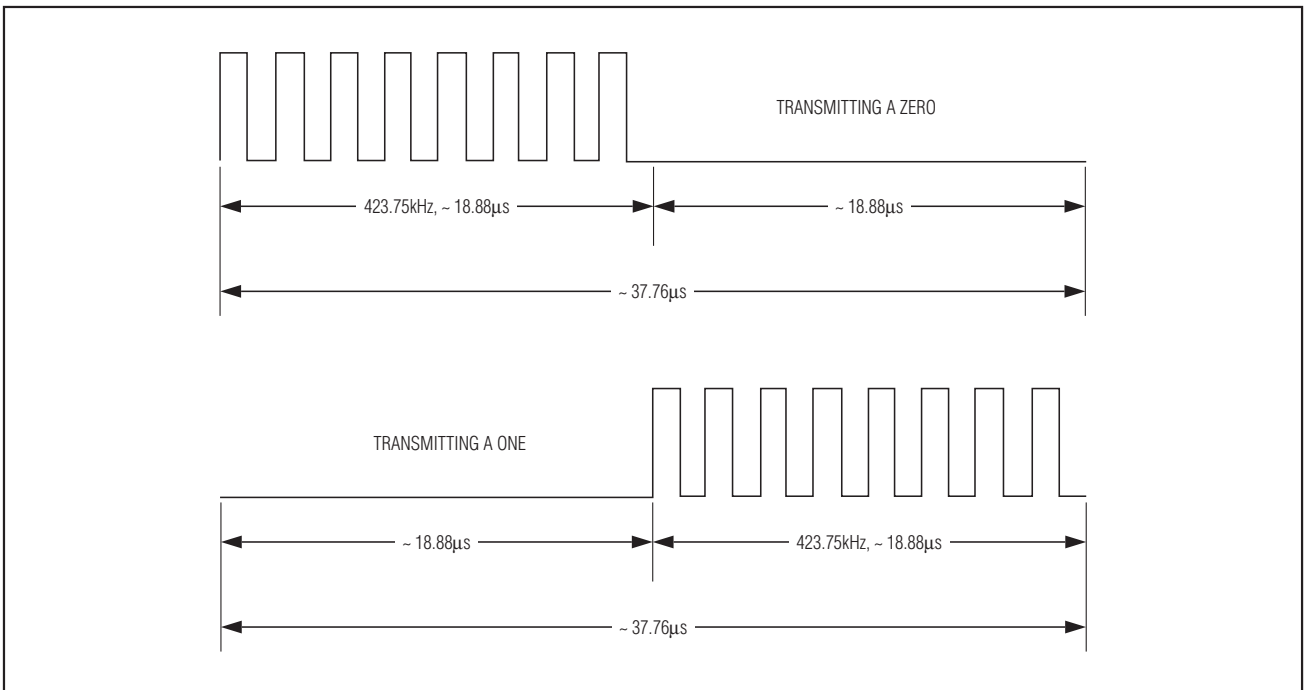 TRANSMITTING A ZERO
423.75kHz, ~ 18.88μs
~ 18.88μs
~ 37.76μs
TRANSMITTING A ONE
~ 18.88μs
423.75kHz, ~ 18.88μs
~ 37.76μs